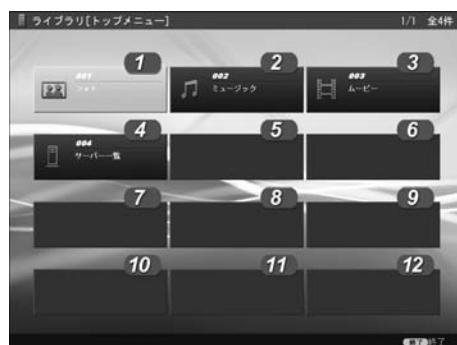 ライブラリ[トップメニュー] 1/1 全4件
1 2 3
001 002 003
フォト ミュージック ムービー
4 5 6
004
サーバー一覧
7 8 9
10 11 12
終了 終了